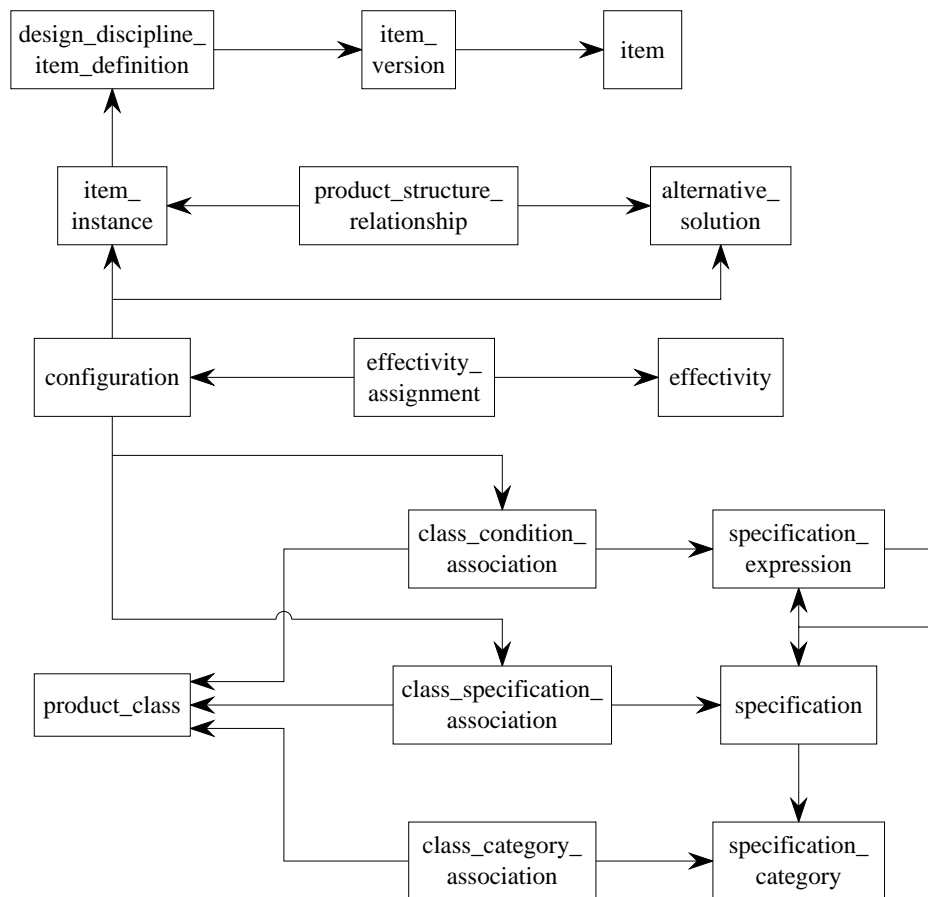 design_discipline_
item_definition
item_
version
item
item_
instance
product_structure_
relationship
alternative_
solution
configuration
effectivity_
assignment
effectivity
class_condition_
association
specification_
expression
product_class
class_specification_
association
specification
class_category_
association
specification_
category